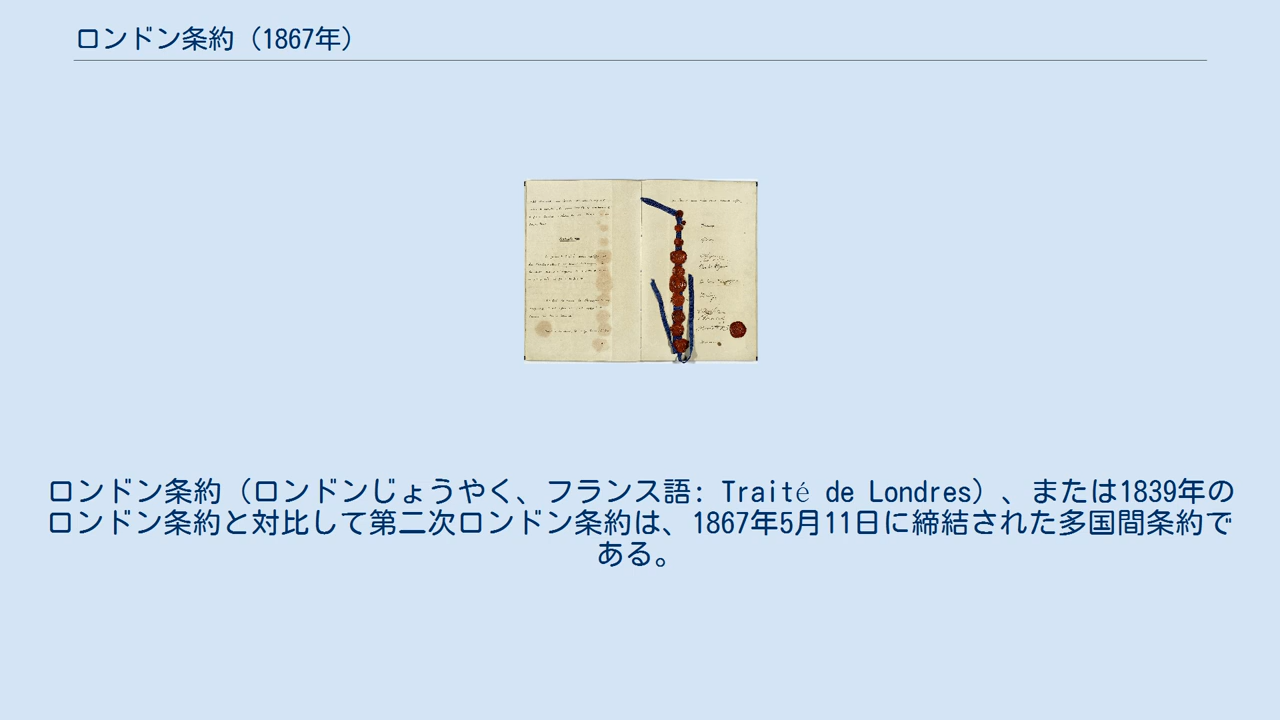 ロンドン条約（1867年）
ロンドン条約（ロンドンじょうやく、フランス語: Traité de Londres）、または1839年の
ロンドン条約と対比して第二次ロンドン条約は、1867年5月11日に締結された多国間条約で
ある。